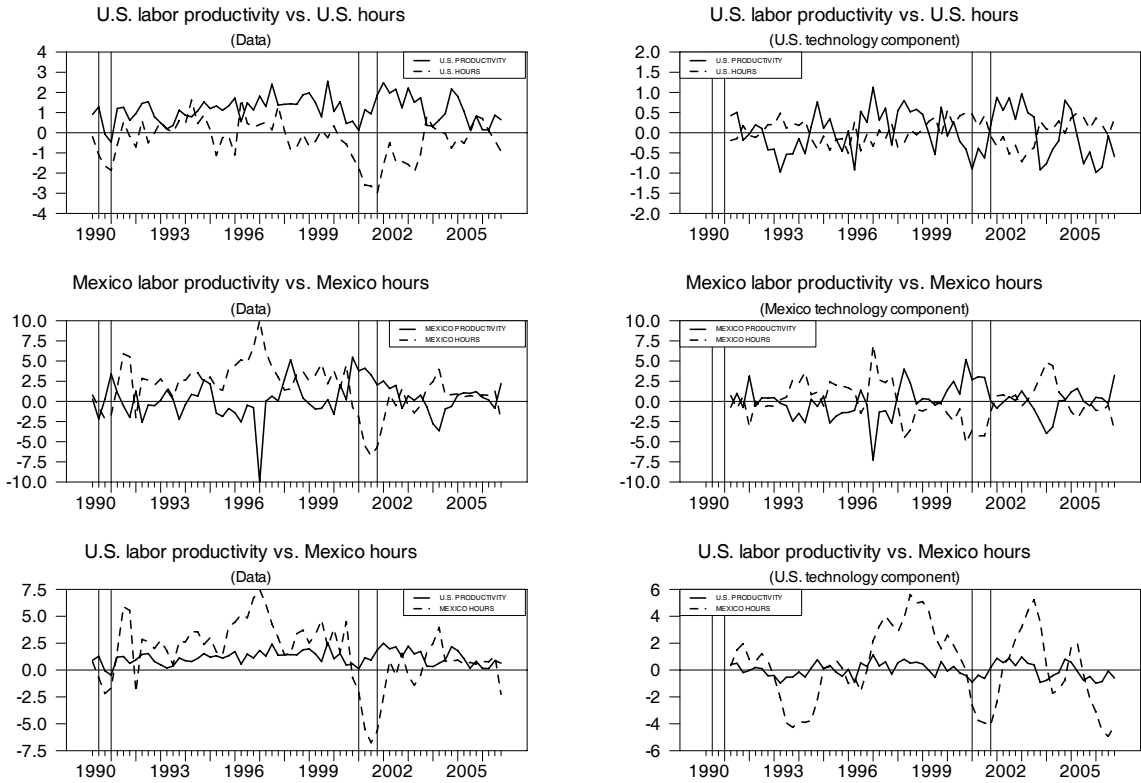 U.S. labor productivity vs. U.S. hours
(Data)
U.S. PRODUCTIVITY
U.S. HOURS
4
3
2
1
0
-1
-2
-3
-4
1990 1993 1996 1999 2002 2005
U.S. labor productivity vs. U.S. hours
(U.S. technology component)
U.S. PRODUCTIVITY
U.S. HOURS
2.0
1.5
1.0
0.5
0.0
-0.5
-1.0
-1.5
-2.0
1990 1993 1996 1999 2002 2005
Mexico labor productivity vs. Mexico hours
(Data)
MEXICO PRODUCTIVITY
MEXICO HOURS
10.0
7.5
5.0
2.5
0.0
-2.5
-5.0
-7.5
-10.0
1990 1993 1996 1999 2002 2005
Mexico labor productivity vs. Mexico hours
(Mexico technology component)
MEXICO PRODUCTIVITY
MEXICO HOURS
10.0
7.5
5.0
2.5
0.0
-2.5
-5.0
-7.5
-10.0
1990 1993 1996 1999 2002 2005
U.S. labor productivity vs. Mexico hours
(Data)
U.S. PRODUCTIVITY
MEXICO HOURS
7.5
5.0
2.5
0.0
-2.5
-5.0
-7.5
1990 1993 1996 1999 2002 2005
U.S. labor productivity vs. Mexico hours
(U.S. technology component)
U.S. PRODUCTIVITY
MEXICO HOURS
6
4
2
0
-2
-4
-6
1990 1993 1996 1999 2002 2005